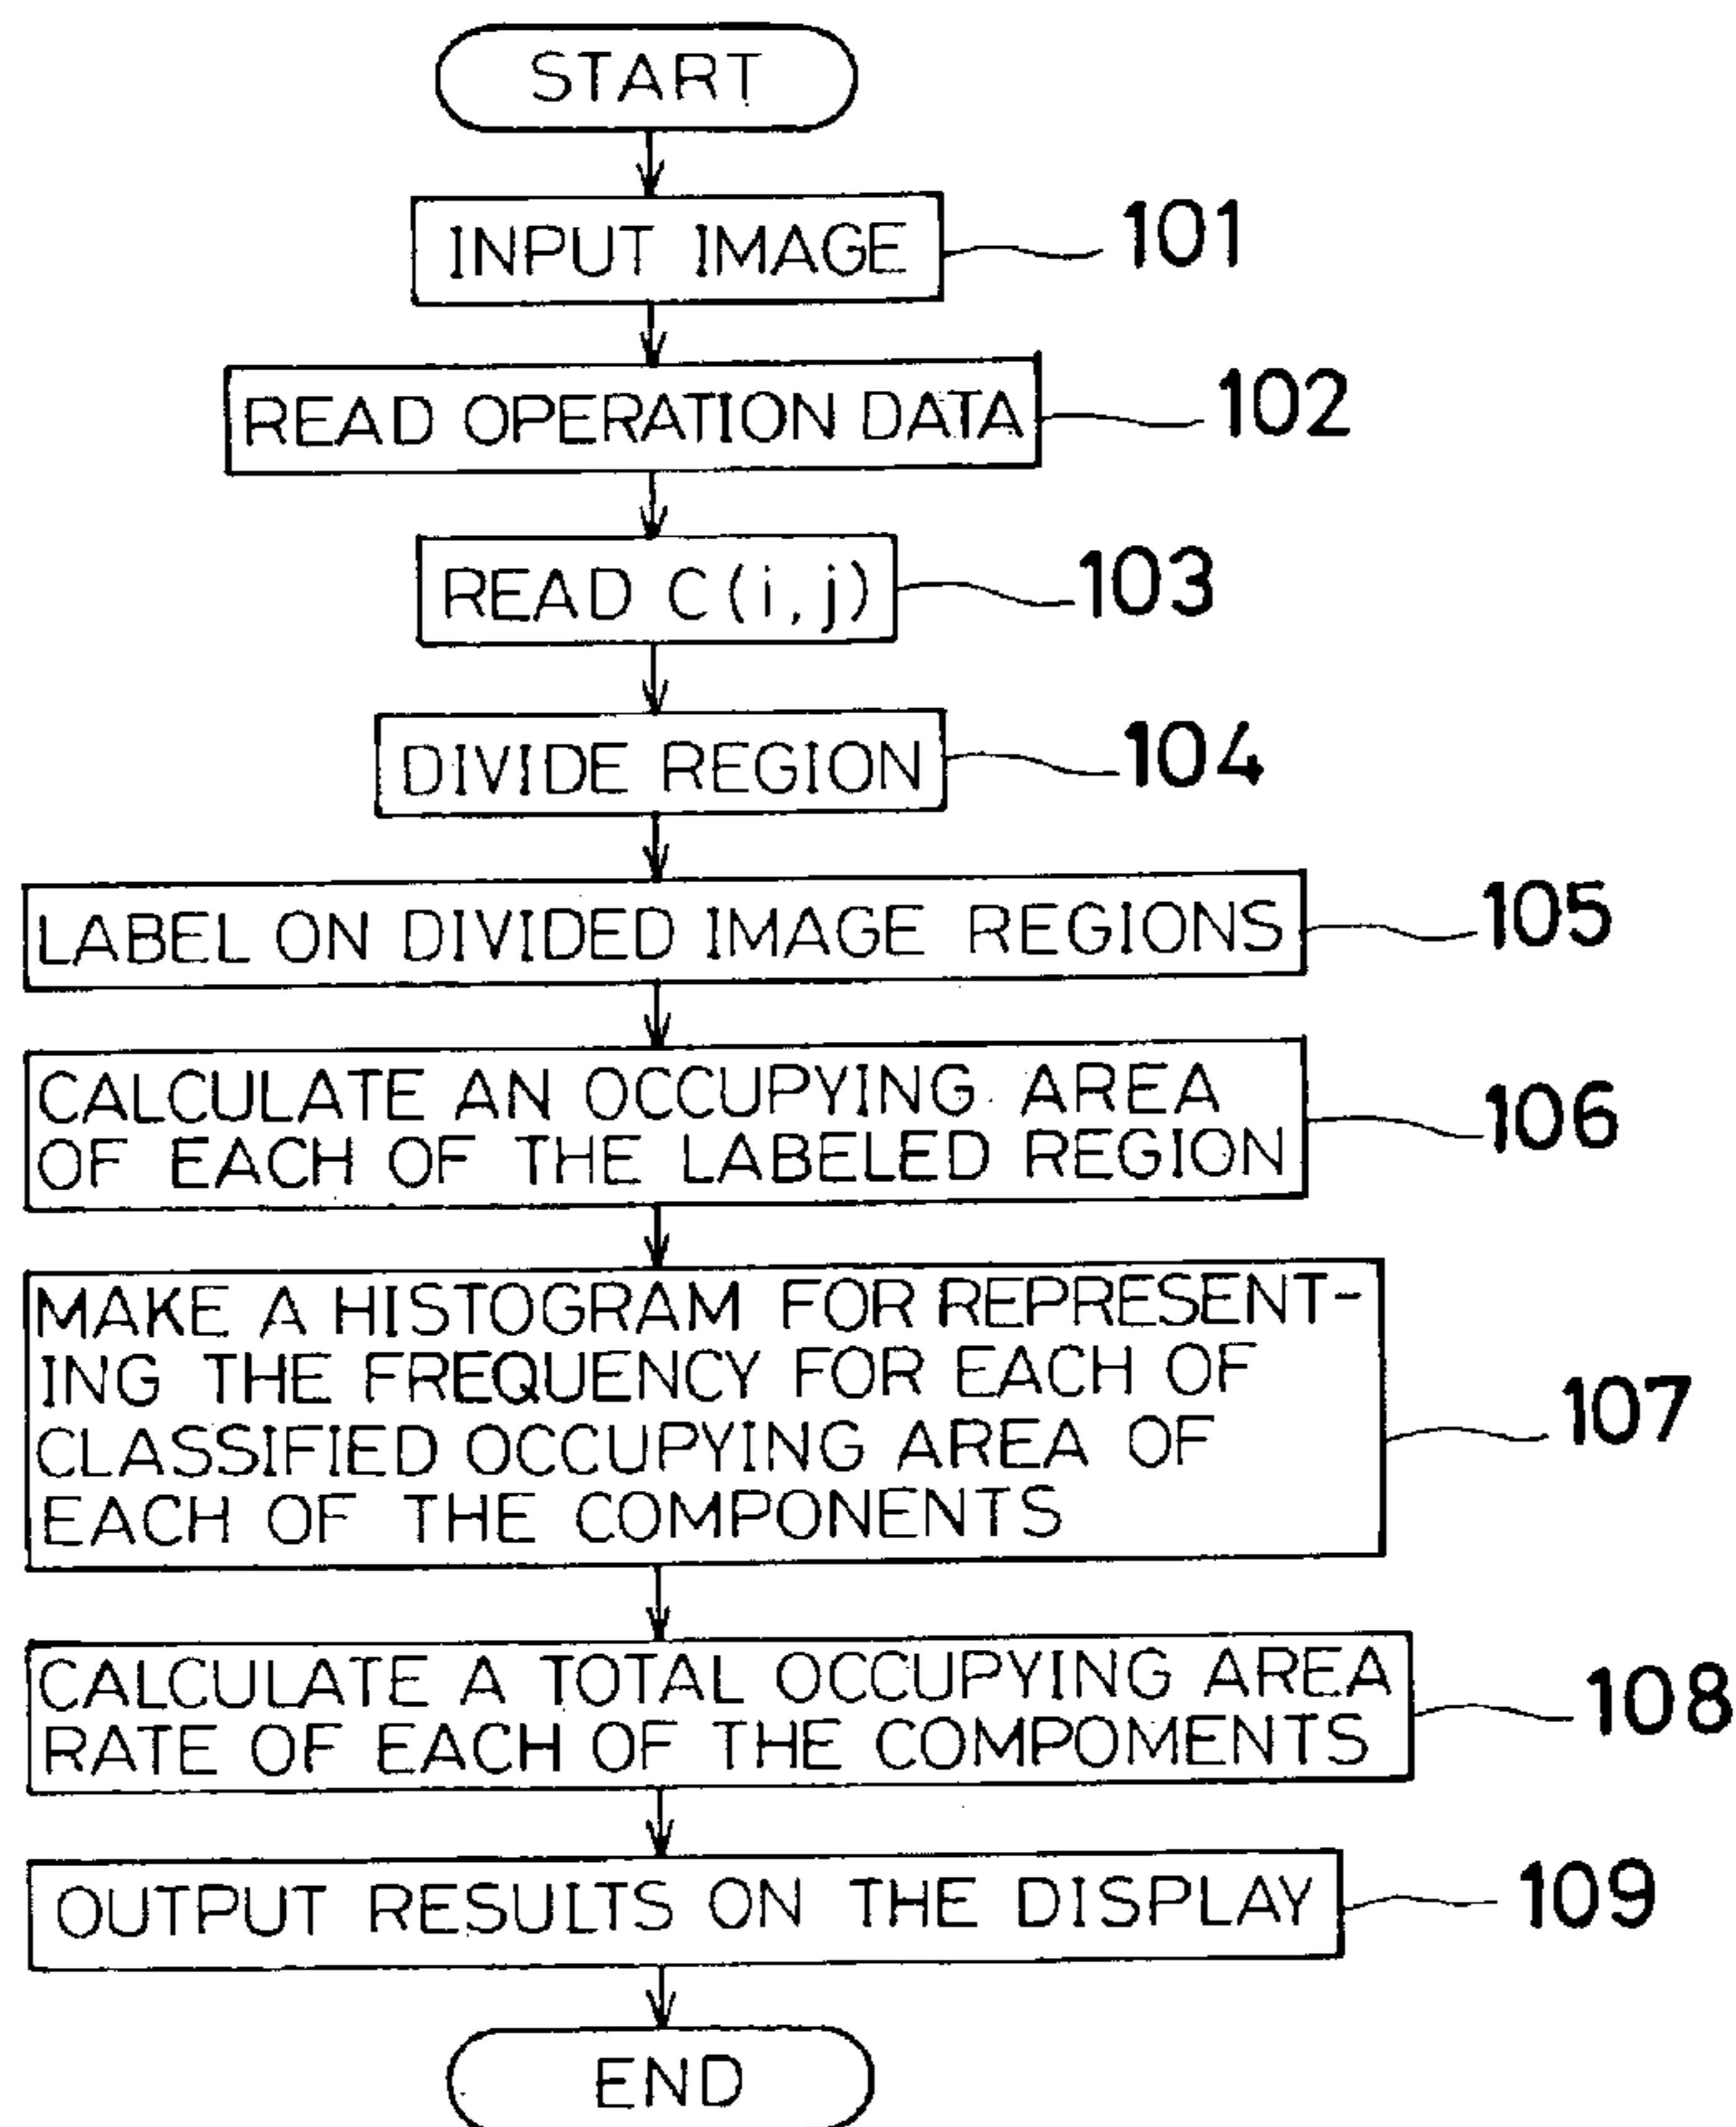 START
INPUT IMAGE
101
READ OPERATION DATA
102
READ C(i,j)
103
DIVIDE REGION
104
LABEL ON DIVIDED IMAGE REGIONS
105
CALCULATE AN OCCUPYING AREA
OF EACH OF THE LABELED REGION
106
MAKE A HISTOGRAM FOR REPRESENT-
ING THE FREQUENCY FOR EACH OF
CLASSIFIED OCCUPYING AREA OF
EACH OF THE COMPONENTS
107
CALCULATE A TOTAL OCCUPYING AREA
RATE OF EACH OF THE COMPOMENTS
108
OUTPUT RESULTS ON THE DISPLAY
109
END